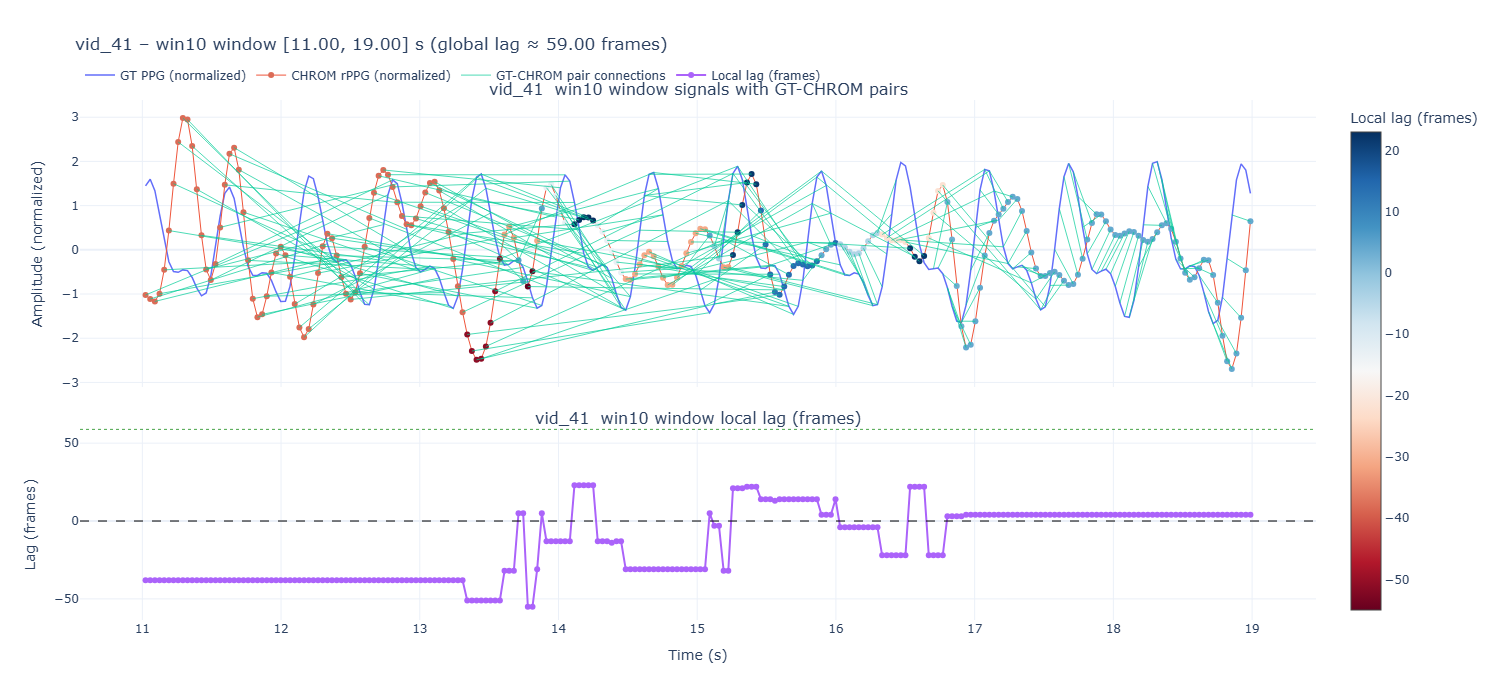 vid_41 – win10 window [11.00, 19.00] s (global lag ≈ 59.00 frames)
GT PPG (normalized) CHROM rPPG (normalized) GT-CHROM pair connections Local lag (frames)
vid_41 win10 window signals with GT-CHROM pairs
Local lag (frames)
Amplitude (normalized)
3
2
1
0
−1
−2
−3
20
10
0
−10
−20
−30
−40
−50
vid_41 win10 window local lag (frames)
Lag (frames)
50
0
−50
11 12 13 14 15 16 17 18 19
Time (s)